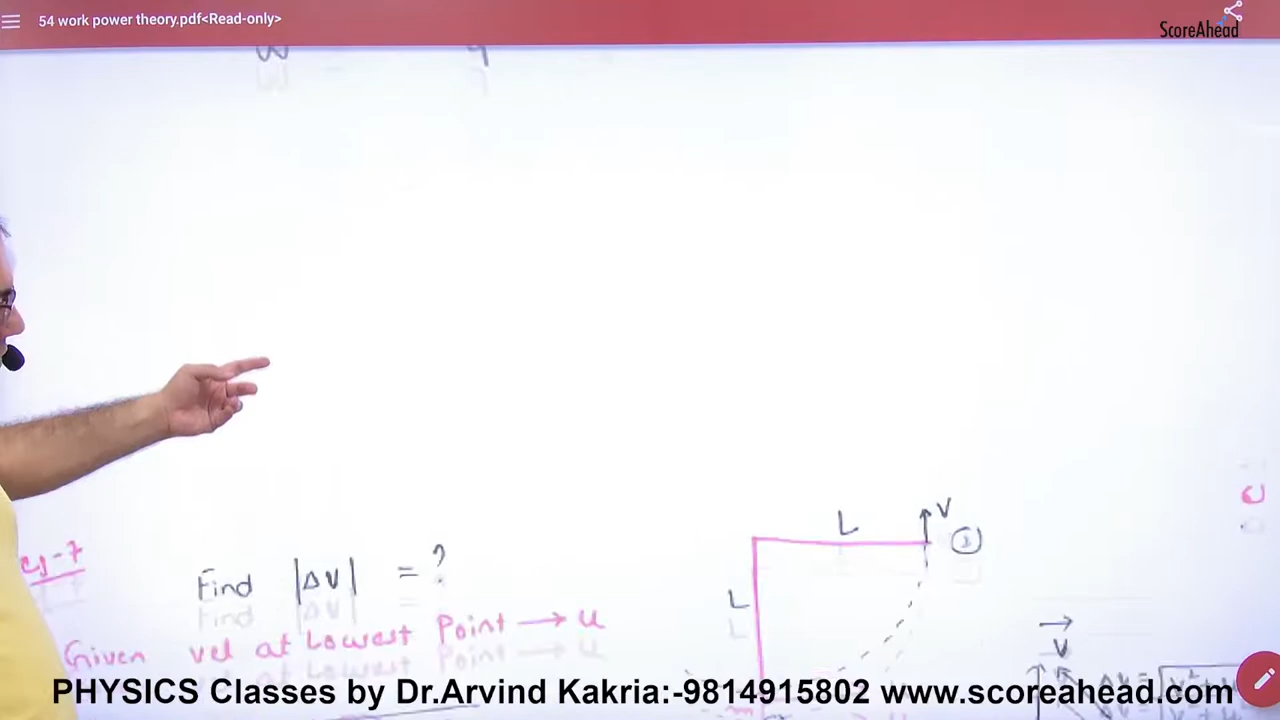 54 work power theory.pdf<Read-only>
ScoreAhead
Find |Δv| = ?
Given vel at Lowest Point → u
L
V
L
PHYSICS Classes by Dr.Arvind Kakria:-9814915802 www.scoreahead.com